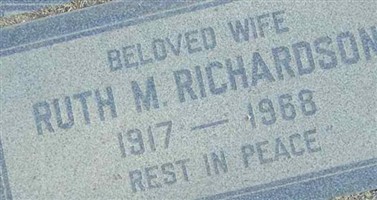 BELOVED WIFE
RUTH M. RICHARDSON
1917 — 1968
"REST IN PEACE"